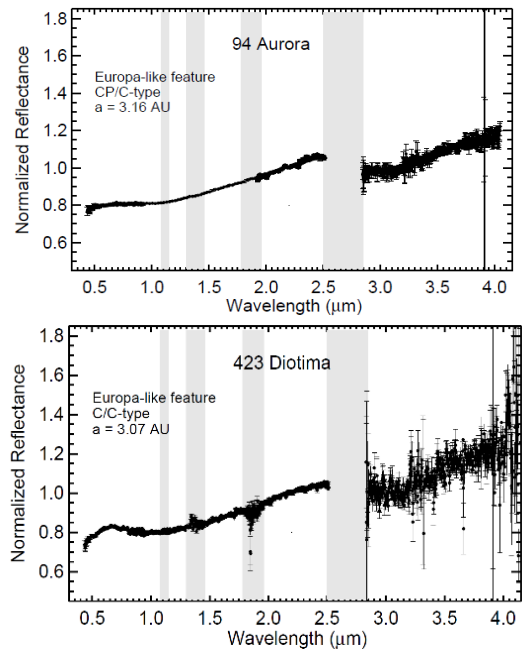 94 Aurora
Europa-like feature
CP/C-type
a = 3.16 AU
Normalized Reflectance
1.8
1.6
1.4
1.2
1.0
0.8
0.6
0.5 1.0 1.5 2.0 2.5 3.0 3.5 4.0
Wavelength (μm)
423 Diotima
Europa-like feature
C/C-type
a = 3.07 AU
Normalized Reflectance
1.8
1.6
1.4
1.2
1.0
0.8
0.6
0.5 1.0 1.5 2.0 2.5 3.0 3.5 4.0
Wavelength (μm)